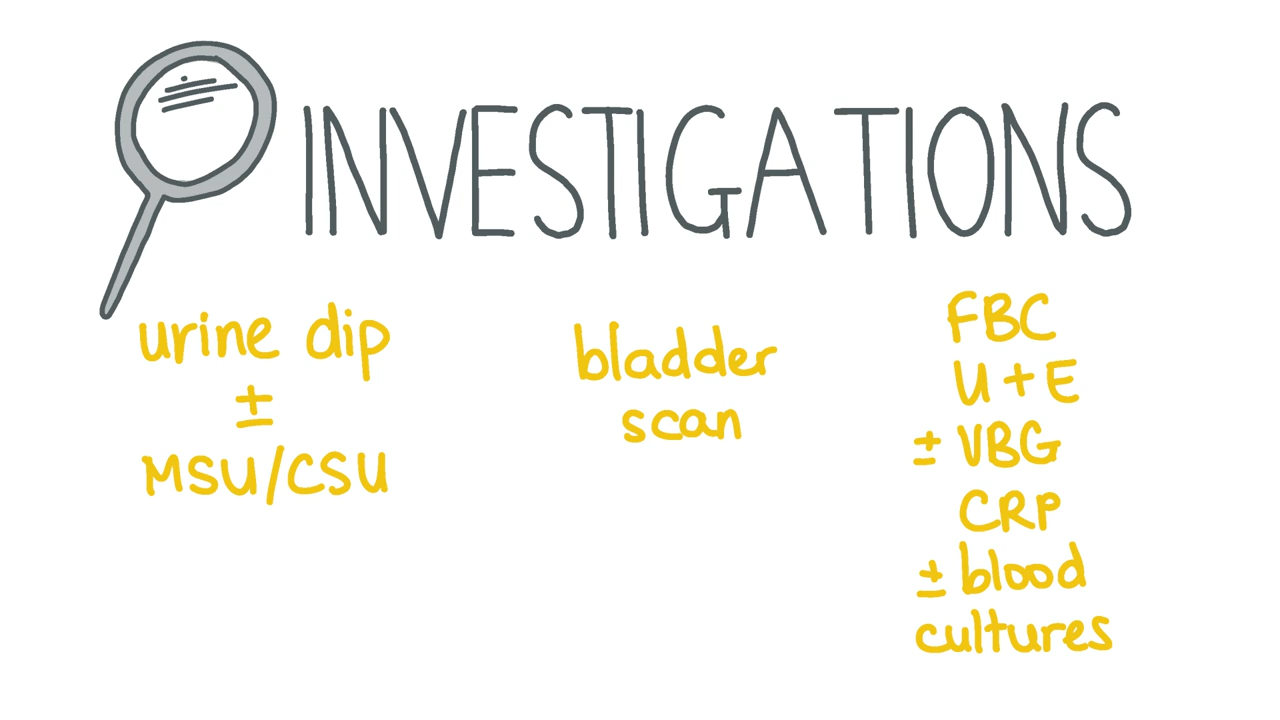 INVESTIGATIONS
urine dip
±
MSU/CSU
bladder
scan
FBC
U + E
± VBG
CRP
± blood
cultures